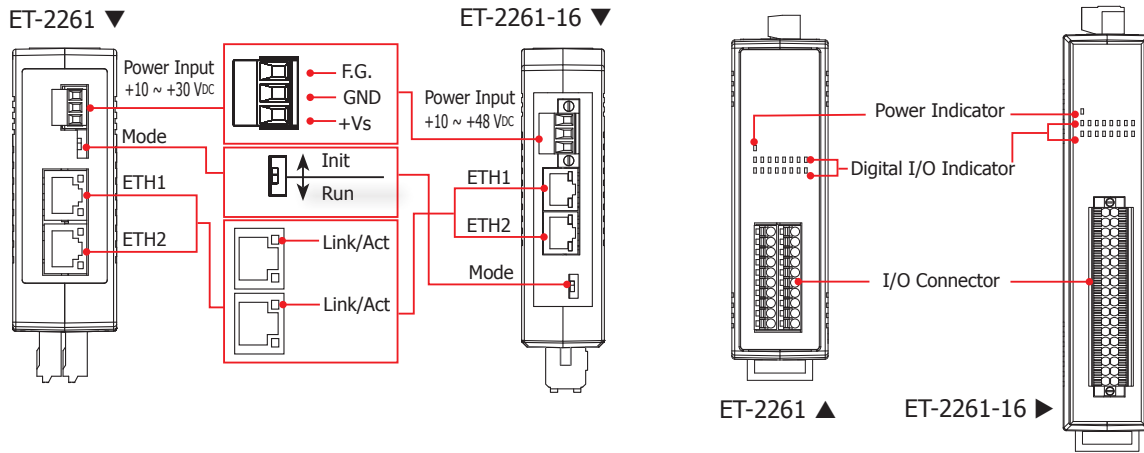 ET-2261 ▼
ET-2261-16 ▼
Power Input
+10 ~ +30 VDC
F.G.
GND
+Vs
Power Input
+10 ~ +48 VDC
Mode
Init
Run
ETH1
ETH2
Link/Act
Link/Act
ETH1
ETH2
Mode
Power Indicator
Digital I/O Indicator
I/O Connector
ET-2261 ▲
ET-2261-16 ▶